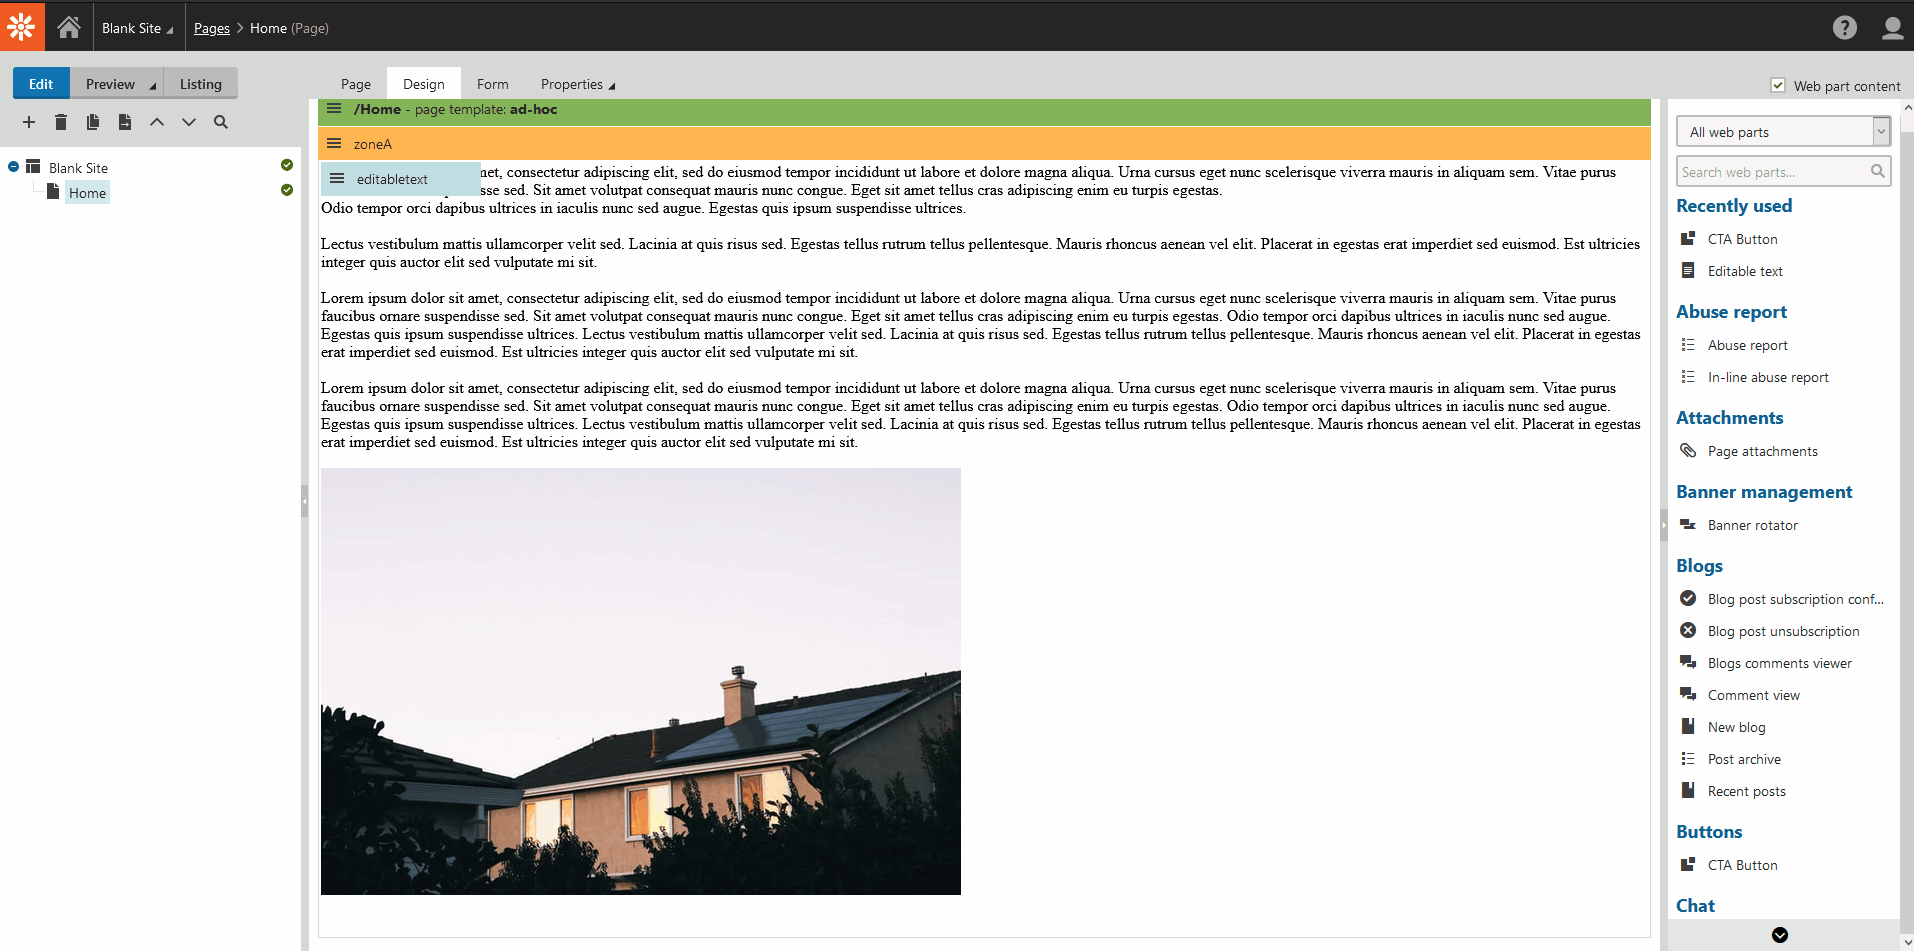 Blank Site
Pages > Home (Page)
?
Edit
Preview
Listing
Page
Design
Form
Properties
Web part content
Blank Site
Home
/Home - page template: ad-hoc
zoneA
editabletext
met, consectetur adipiscing elit, sed do eiusmod tempor incididunt ut labore et dolore magna aliqua. Urna cursus eget nunc scelerisque viverra mauris in aliquam sem. Vitae purus
sse sed. Sit amet volutpat consequat mauris nunc congue. Eget sit amet tellus cras adipiscing enim eu turpis egestas.
Odio tempor orci dapibus ultrices in iaculis nunc sed augue. Egestas quis ipsum suspendisse ultrices.
Lectus vestibulum mattis ullamcorper velit sed. Lacinia at quis risus sed. Egestas tellus rutrum tellus pellentesque. Mauris rhoncus aenean vel elit. Placerat in egestas erat imperdiet sed euismod. Est ultricies
integer quis auctor elit sed vulputate mi sit.
Lorem ipsum dolor sit amet, consectetur adipiscing elit, sed do eiusmod tempor incididunt ut labore et dolore magna aliqua. Urna cursus eget nunc scelerisque viverra mauris in aliquam sem. Vitae purus
faucibus ornare suspendisse sed. Sit amet volutpat consequat mauris nunc congue. Eget sit amet tellus cras adipiscing enim eu turpis egestas. Odio tempor orci dapibus ultrices in iaculis nunc sed augue.
Egestas quis ipsum suspendisse ultrices. Lectus vestibulum mattis ullamcorper velit sed. Lacinia at quis risus sed. Egestas tellus rutrum tellus pellentesque. Mauris rhoncus aenean vel elit. Placerat in egestas
erat imperdiet sed euismod. Est ultricies integer quis auctor elit sed vulputate mi sit.
Lorem ipsum dolor sit amet, consectetur adipiscing elit, sed do eiusmod tempor incididunt ut labore et dolore magna aliqua. Urna cursus eget nunc scelerisque viverra mauris in aliquam sem. Vitae purus
faucibus ornare suspendisse sed. Sit amet volutpat consequat mauris nunc congue. Eget sit amet tellus cras adipiscing enim eu turpis egestas. Odio tempor orci dapibus ultrices in iaculis nunc sed augue.
Egestas quis ipsum suspendisse ultrices. Lectus vestibulum mattis ullamcorper velit sed. Lacinia at quis risus sed. Egestas tellus rutrum tellus pellentesque. Mauris rhoncus aenean vel elit. Placerat in egestas
erat imperdiet sed euismod. Est ultricies integer quis auctor elit sed vulputate mi sit.
All web parts
Search web parts...
Recently used
CTA Button
Editable text
Abuse report
Abuse report
In-line abuse report
Attachments
Page attachments
Banner management
Banner rotator
Blogs
Blog post subscription conf...
Blog post unsubscription
Blogs comments viewer
Comment view
New blog
Post archive
Recent posts
Buttons
CTA Button
Chat